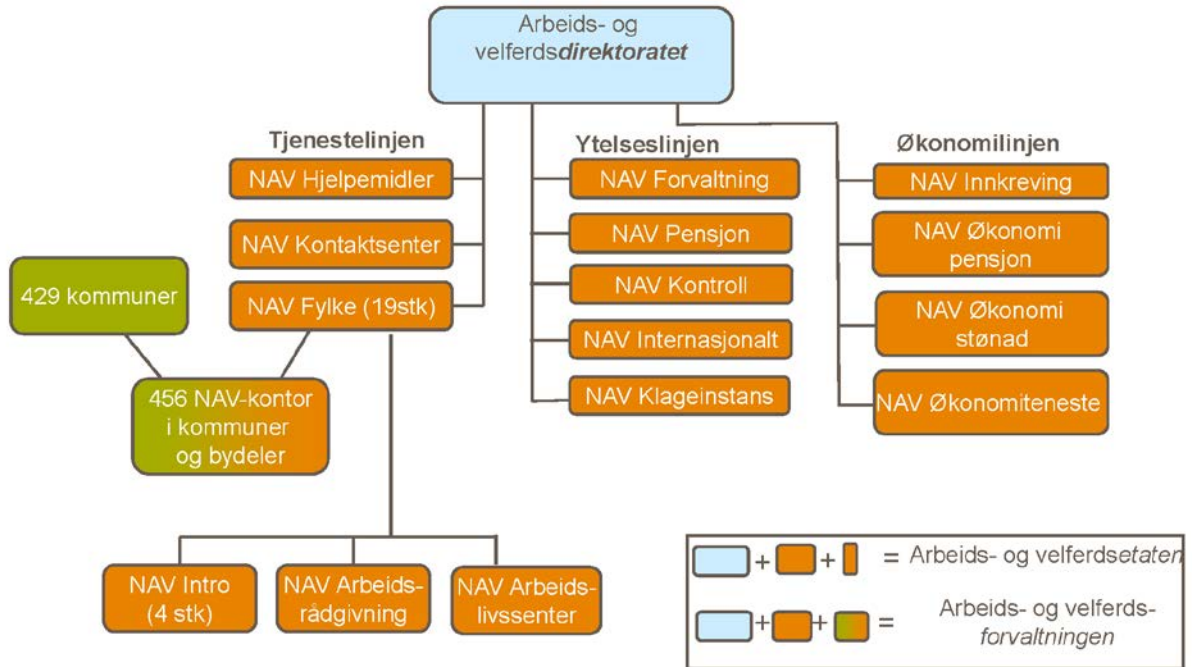 Arbeids- og
velferdsdirektoratet
Tjenestelinjen
NAV Hjelpemidler
NAV Kontaktsenter
NAV Fylke (19stk)
429 kommuner
456 NAV-kontor
i kommuner
og bydeler
NAV Intro
(4 stk)
NAV Arbeids-
rådgivning
NAV Arbeids-
livssenter
Ytelseslinjen
NAV Forvaltning
NAV Pensjon
NAV Kontroll
NAV Internasjonalt
NAV Klageinstans
Økonomilinjen
NAV Innkreving
NAV Økonomi
pensjon
NAV Økonomi
stønad
NAV Økonomiteneste
+ + = Arbeids- og velferdsetaten
+ + = Arbeids- og velferds-
forvaltningen